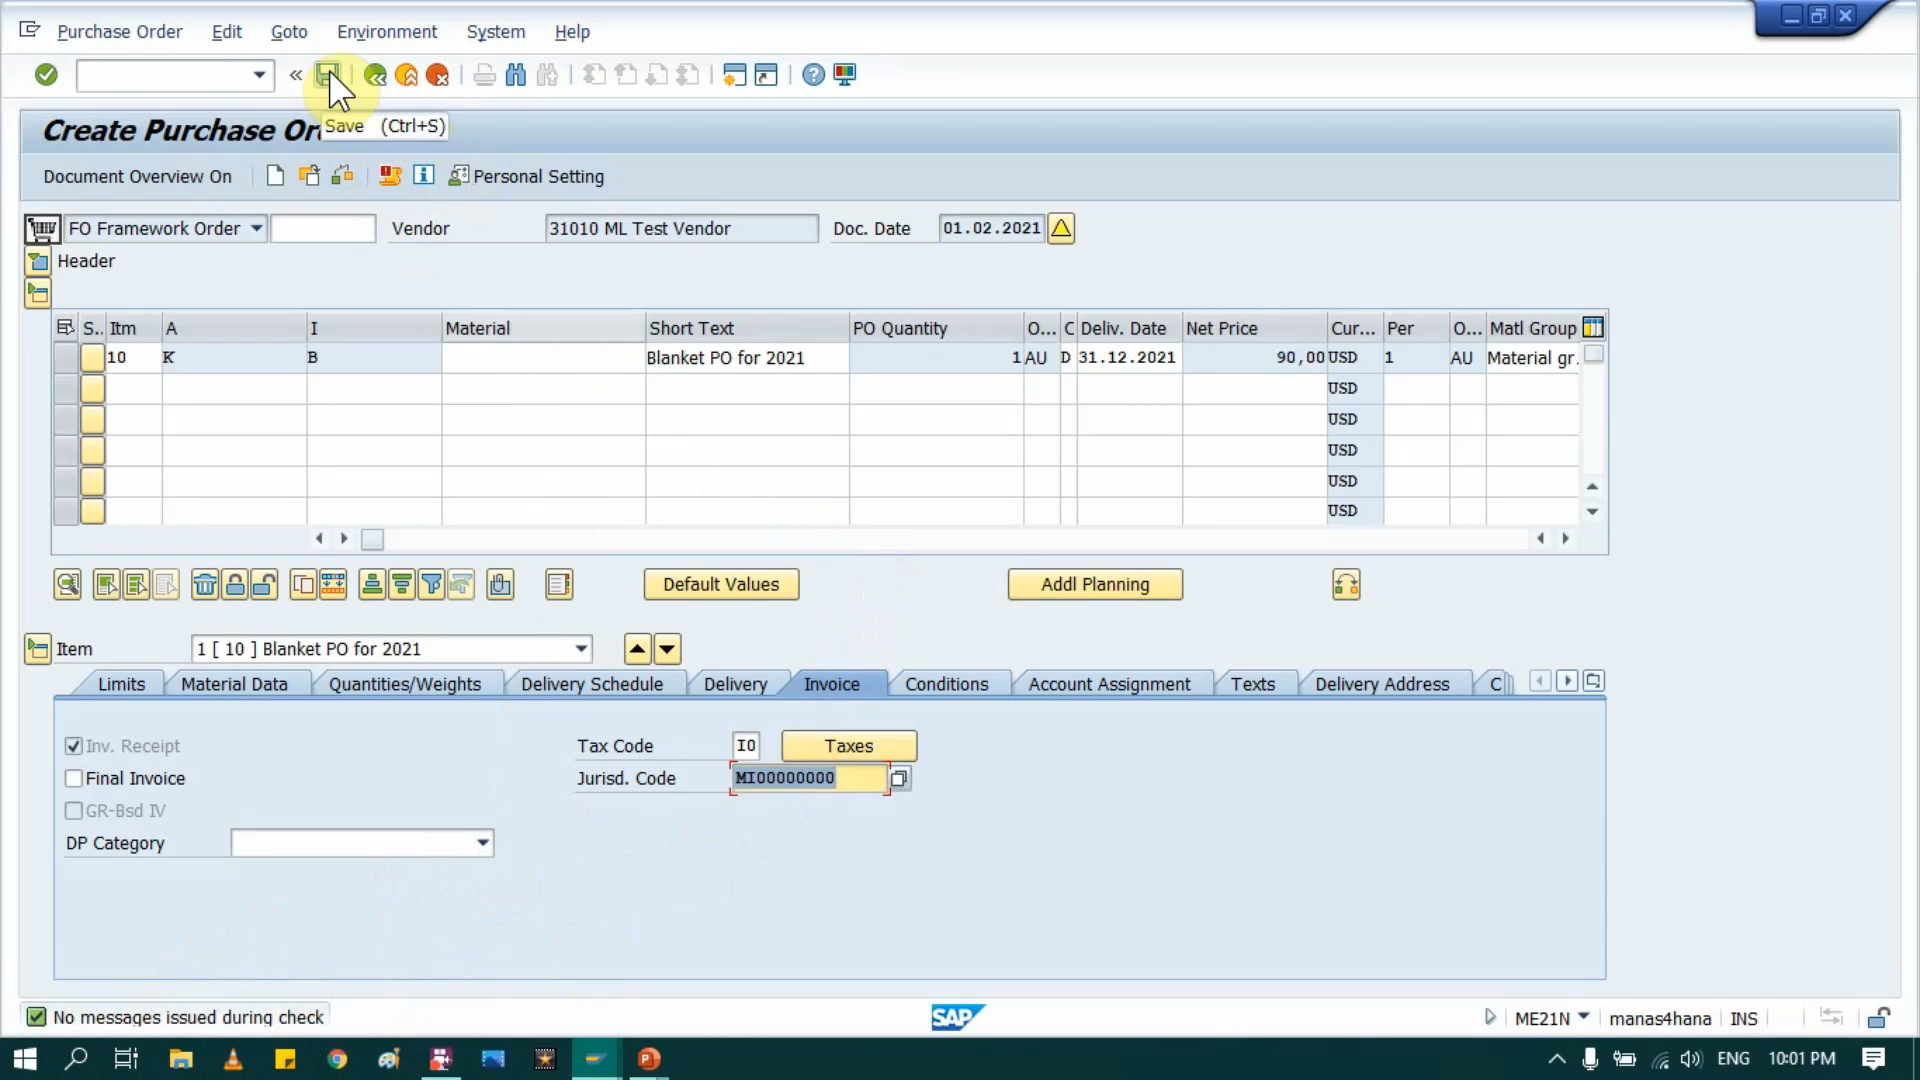 Purchase Order Edit Goto Environment System Help
Create Purchase Or
Save (Ctrl+S)
Document Overview On Personal Setting
FO Framework Order Vendor 31010 ML Test Vendor Doc. Date 01.02.2021
Header
S.. Itm A I Material Short Text PO Quantity O... C Deliv. Date Net Price Cur... Per O... Matl Group
10 K B Blanket PO for 2021 1 AU D 31.12.2021 90,00 USD 1 AU Material gr.
USD
USD
USD
USD
USD
Default Values Addl Planning
Item 1 [ 10 ] Blanket PO for 2021
Limits Material Data Quantities/Weights Delivery Schedule Delivery Invoice Conditions Account Assignment Texts Delivery Address C
Inv. Receipt Tax Code I0 Taxes
Final Invoice Jurisd. Code MI00000000
GR-Bsd IV
DP Category
No messages issued during check SAP ME21N manas4hana INS
ENG 10:01 PM